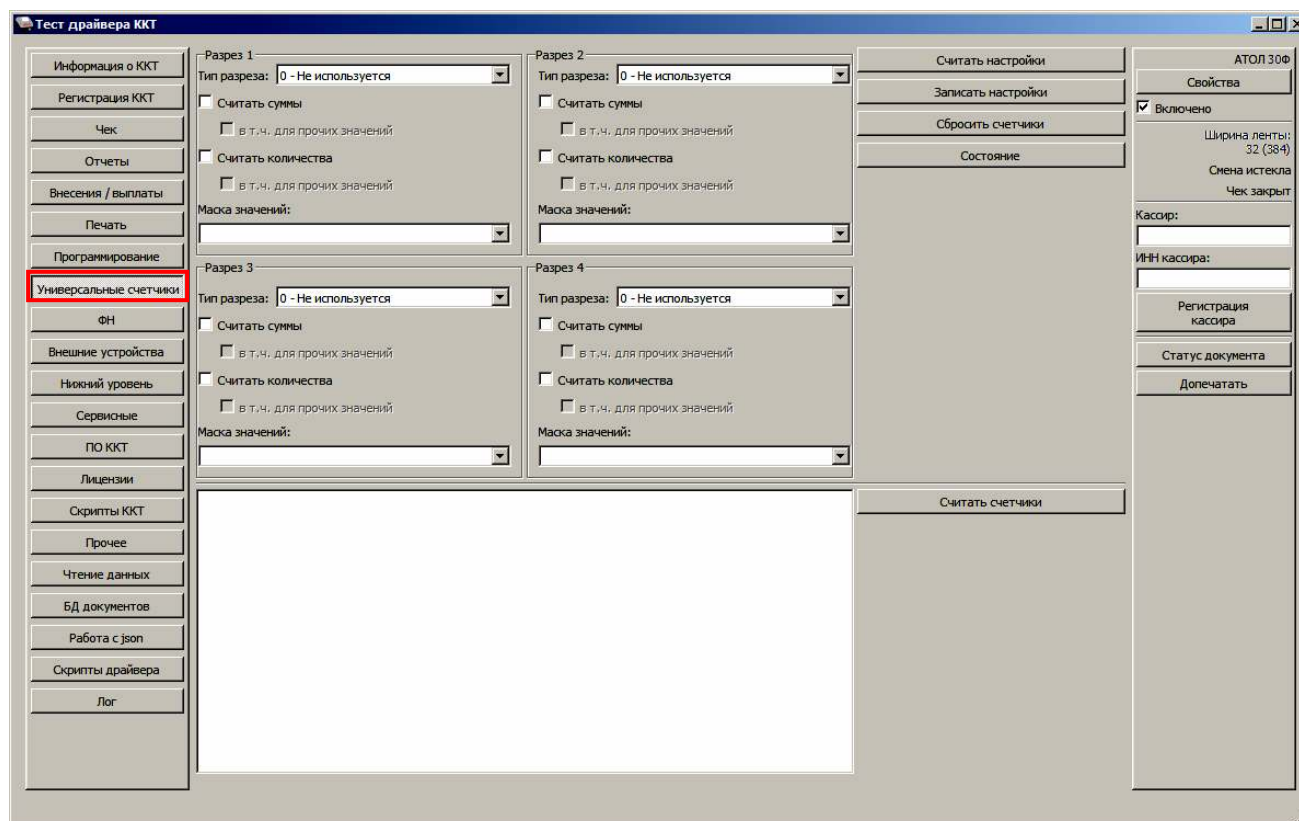 Тест драйвера ККТ
Информация о ККТ
Регистрация ККТ
Чек
Отчеты
Внесения / выплаты
Печать
Программирование
Универсальные счетчики
ФН
Внешние устройства
Нижний уровень
Сервисные
ПО ККТ
Лицензии
Скрипты ККТ
Прочее
Чтение данных
БД документов
Работа с json
Скрипты драйвера
Лог
Разрез 1
Тип разреза: 0 - Не используется
Считать суммы
в т.ч. для прочих значений
Считать количества
в т.ч. для прочих значений
Маска значений:
Разрез 2
Тип разреза: 0 - Не используется
Считать суммы
в т.ч. для прочих значений
Считать количества
в т.ч. для прочих значений
Маска значений:
Разрез 3
Тип разреза: 0 - Не используется
Считать суммы
в т.ч. для прочих значений
Считать количества
в т.ч. для прочих значений
Маска значений:
Разрез 4
Тип разреза: 0 - Не используется
Считать суммы
в т.ч. для прочих значений
Считать количества
в т.ч. для прочих значений
Маска значений:
Считать настройки
Записать настройки
Сбросить счетчики
Состояние
Считать счетчики
АТОЛ 30Ф
Свойства
Включено
Ширина ленты:
32 (384)
Смена истекла
Чек закрыт
Кассир:
ИНН кассира:
Регистрация
кассира
Статус документа
Допечатать